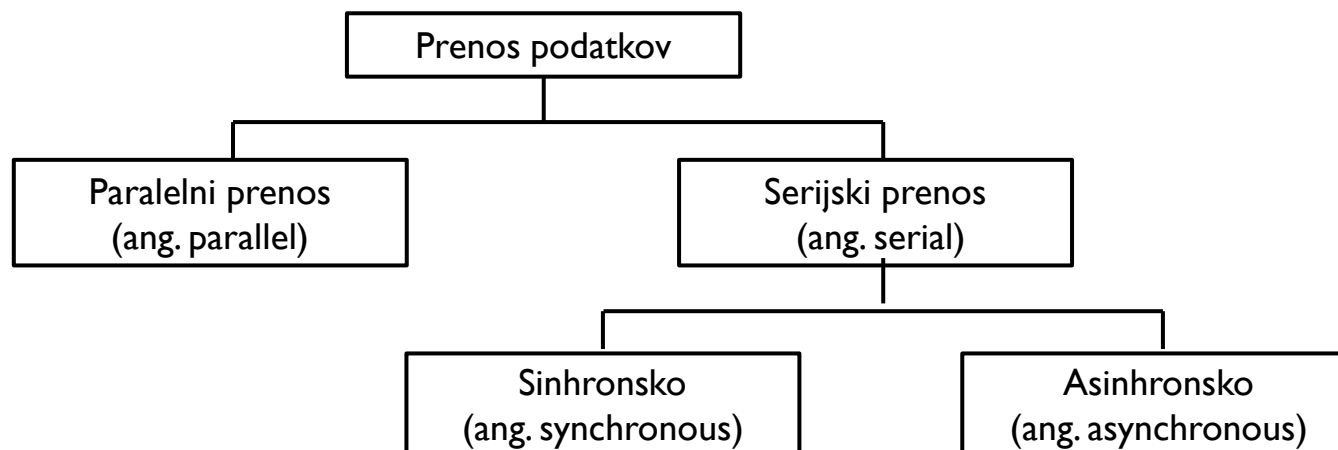 Prenos podatkov
Paralelni prenos
(ang. parallel)
Serijski prenos
(ang. serial)
Sinhronsko
(ang. synchronous)
Asinhronsko
(ang. asynchronous)